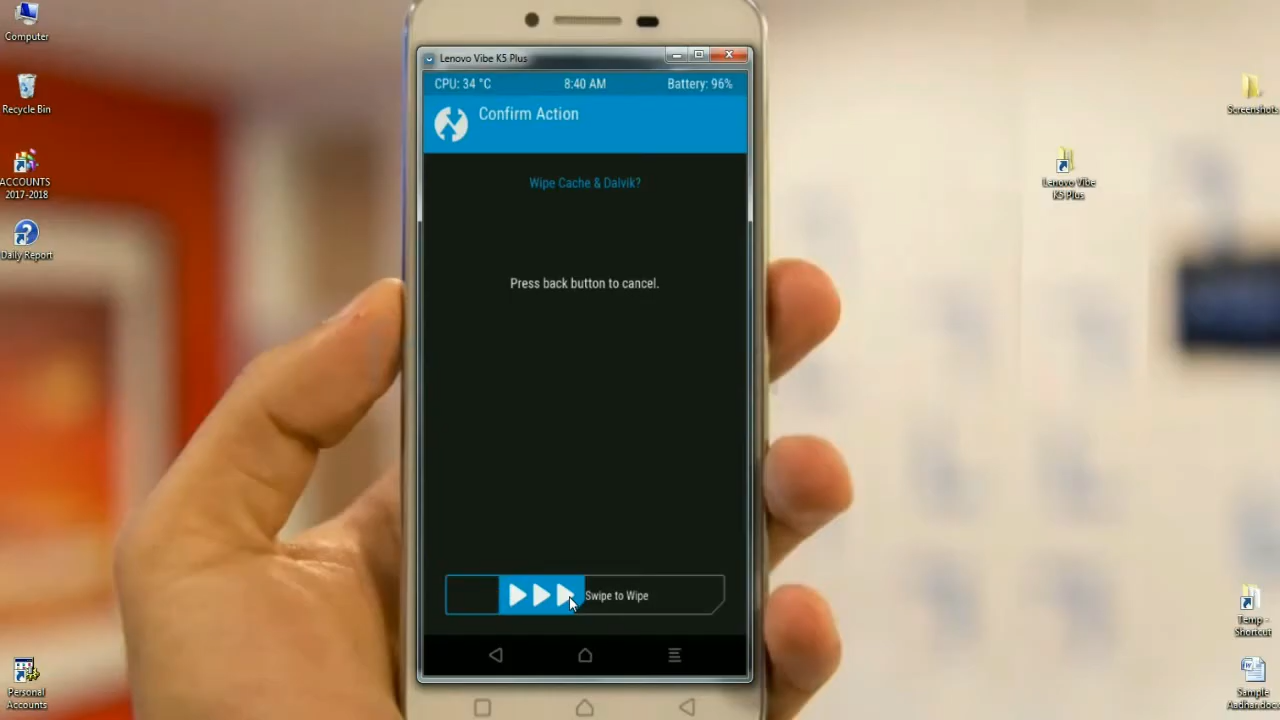 Computer
Recycle Bin
ACCOUNTS
2017-2018
Daily Report
Personal
Accounts
Lenovo Vibe K5 Plus
CPU: 34 °C
8:40 AM
Battery: 96%
Confirm Action
Wipe Cache & Dalvik?
Press back button to cancel.
Swipe to Wipe
Lenovo Vibe
K5 Plus
Screenshots
Temp -
Shortcut
Sample
Aadhar.docx